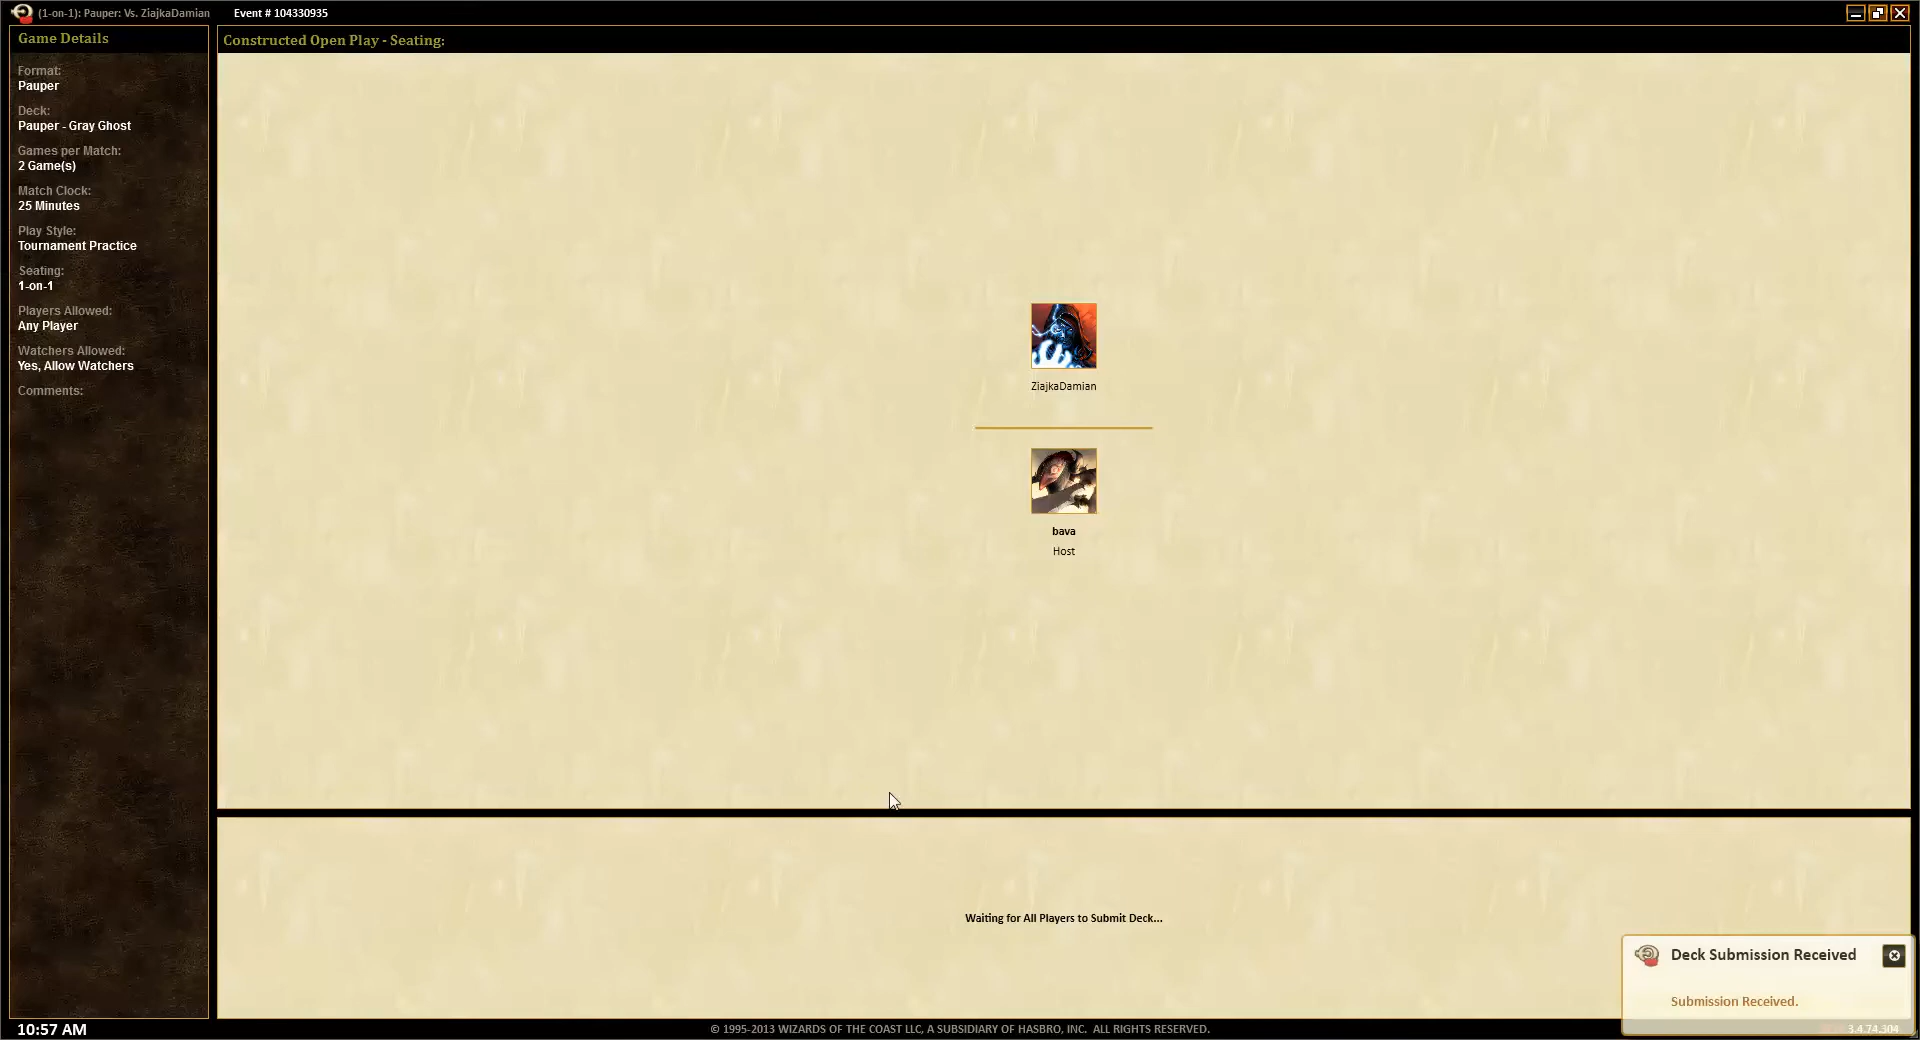 (1-on-1): Pauper: Vs. ZiajkaDamian Event # 104330935
Game Details
Format:
Pauper
Deck:
Pauper - Gray Ghost
Games per Match:
2 Game(s)
Match Clock:
25 Minutes
Play Style:
Tournament Practice
Seating:
1-on-1
Players Allowed:
Any Player
Watchers Allowed:
Yes, Allow Watchers
Comments:
Constructed Open Play - Seating:
ZiajkaDamian
bava
Host
Waiting for All Players to Submit Deck...
Deck Submission Received
Submission Received.
10:57 AM
© 1995-2013 WIZARDS OF THE COAST LLC, A SUBSIDIARY OF HASBRO, INC. ALL RIGHTS RESERVED.
3.4.74.304